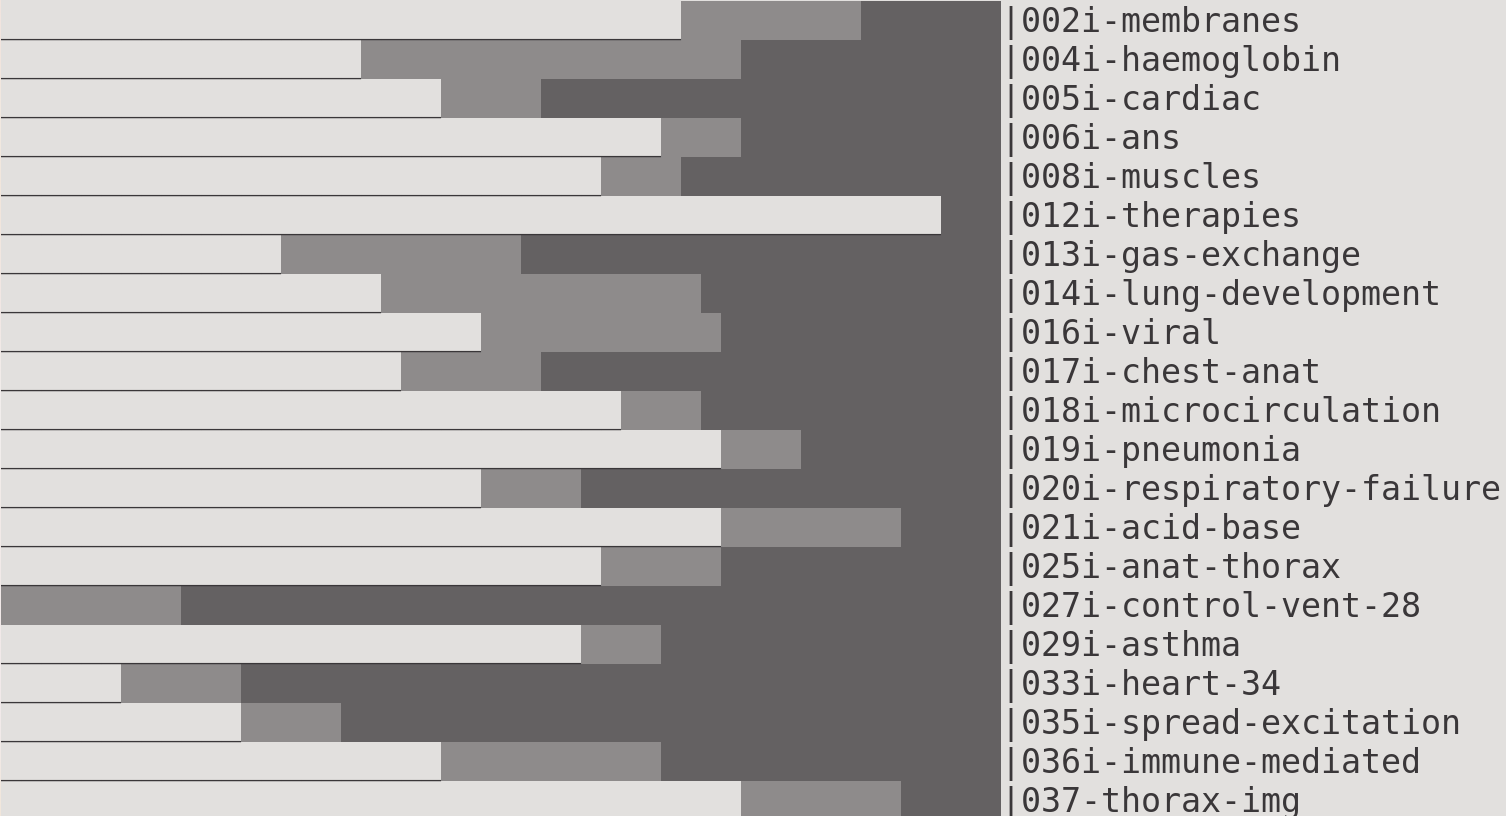 |002i-membranes
|004i-haemoglobin
|005i-cardiac
|006i-ans
|008i-muscles
|012i-therapies
|013i-gas-exchange
|014i-lung-development
|016i-viral
|017i-chest-anat
|018i-microcirculation
|019i-pneumonia
|020i-respiratory-failure
|021i-acid-base
|025i-anat-thorax
|027i-control-vent-28
|029i-asthma
|033i-heart-34
|035i-spread-excitation
|036i-immune-mediated
|037-thorax-img